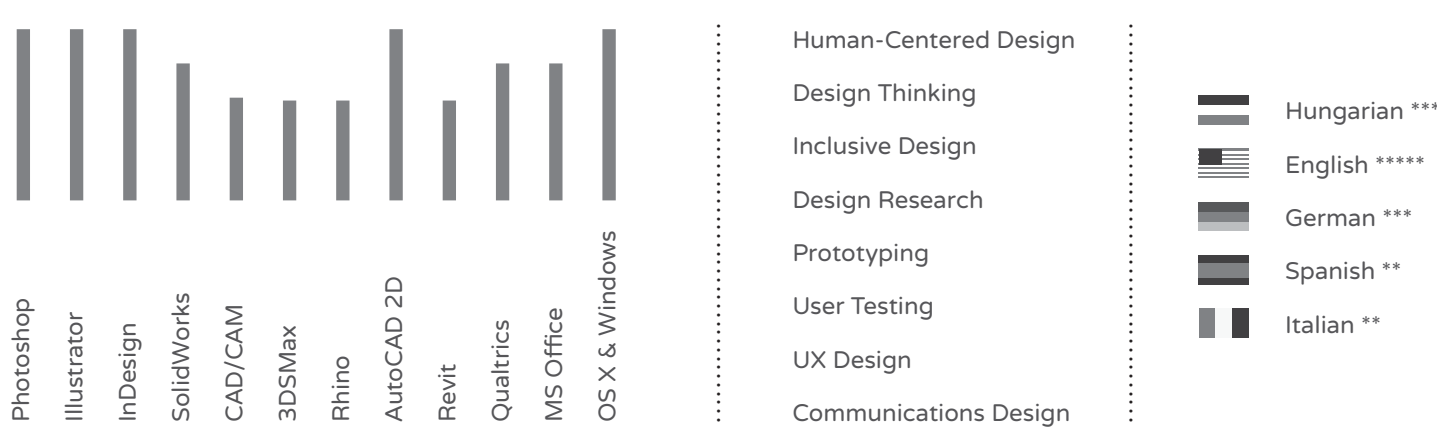 Photoshop
Illustrator
InDesign
SolidWorks
CAD/CAM
3DSMax
Rhino
AutoCAD 2D
Revit
Qualtrics
MS Office
OS X & Windows
Human-Centered Design
Design Thinking
Inclusive Design
Design Research
Prototyping
User Testing
UX Design
Communications Design
Hungarian ***
English *****
German ***
Spanish **
Italian **